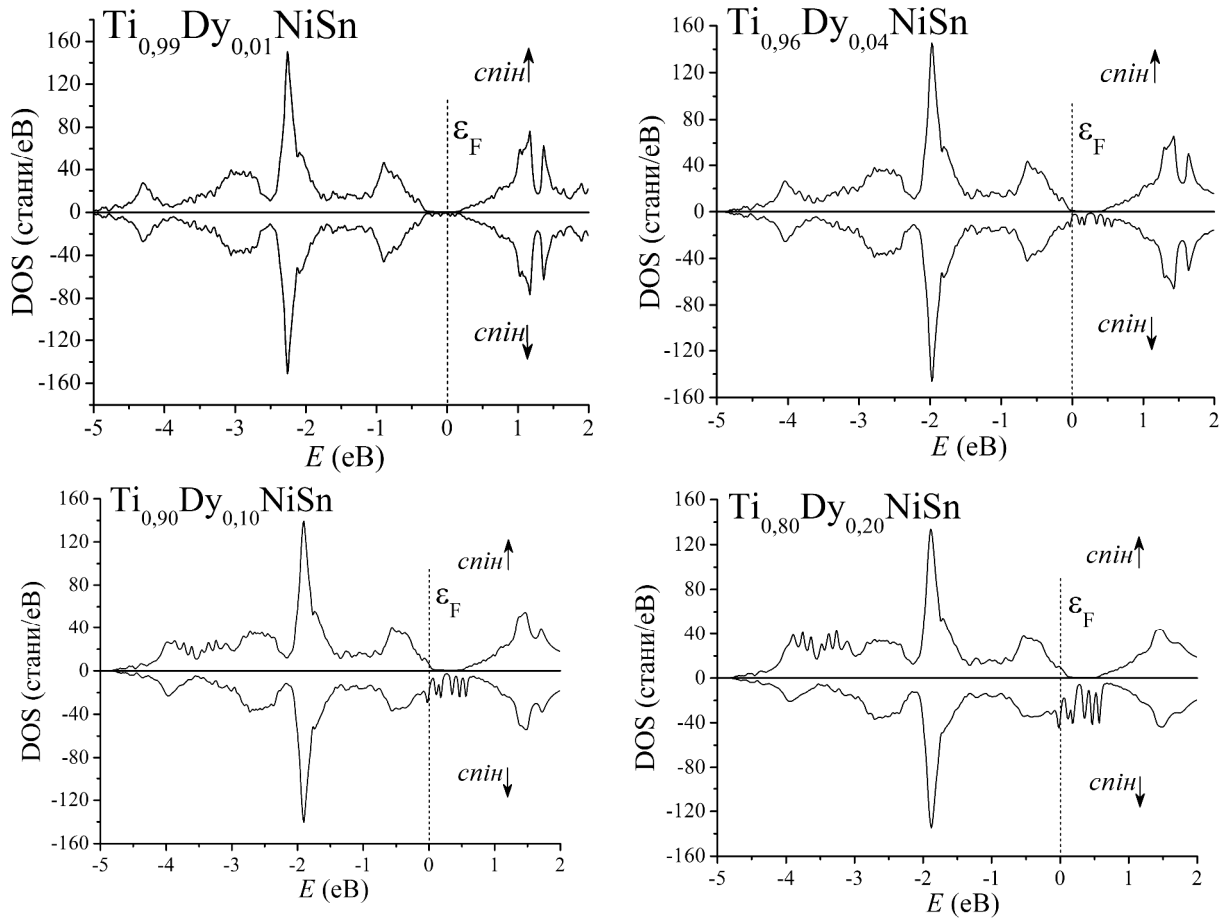 Ti0,99Dy0,01NiSn
160
120
80
40
0
-40
-80
-120
-160
DOS (стани/еВ)
спін↑
εF
спін↓
-5 -4 -3 -2 -1 0 1 2
E (еВ)
Ti0,96Dy0,04NiSn
160
120
80
40
0
-40
-80
-120
-160
DOS (стани/еВ)
спін↑
εF
спін↓
-5 -4 -3 -2 -1 0 1 2
E (еВ)
Ti0,90Dy0,10NiSn
160
120
80
40
0
-40
-80
-120
-160
DOS (стани/еВ)
спін↑
εF
спін↓
-5 -4 -3 -2 -1 0 1 2
E (еВ)
Ti0,80Dy0,20NiSn
160
120
80
40
0
-40
-80
-120
-160
DOS (стани/еВ)
спін↑
εF
спін↓
-5 -4 -3 -2 -1 0 1 2
E (еВ)